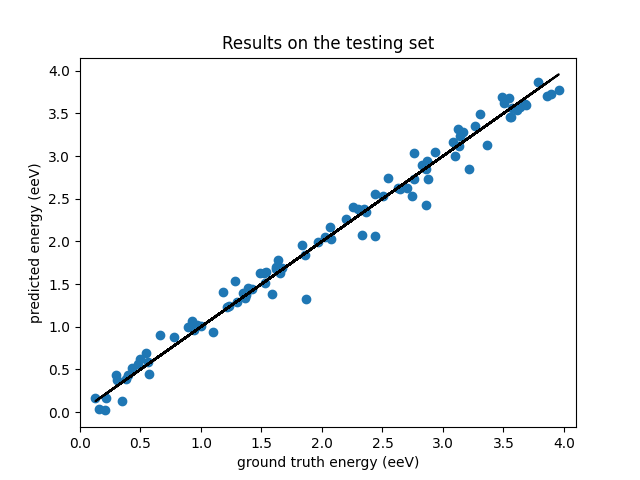 Results on the testing set
4.0
3.5
3.0
2.5
2.0
1.5
1.0
0.5
0.0
predicted energy (eeV)
0.0 0.5 1.0 1.5 2.0 2.5 3.0 3.5 4.0
ground truth energy (eeV)